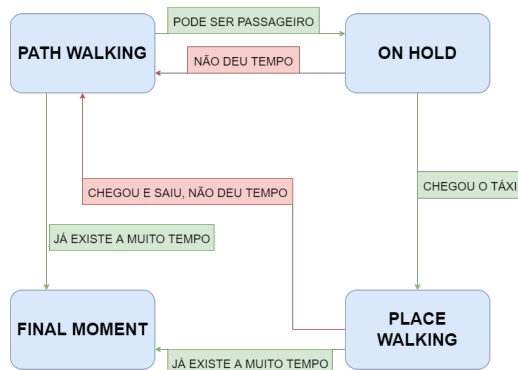 PODE SER PASSAGEIRO
PATH WALKING
ON HOLD
NÃO DEU TEMPO
CHEGOU E SAIU, NÃO DEU TEMPO
CHEGOU O TÁXI
JÁ EXISTE A MUITO TEMPO
FINAL MOMENT
PLACE
WALKING
JÁ EXISTE A MUITO TEMPO